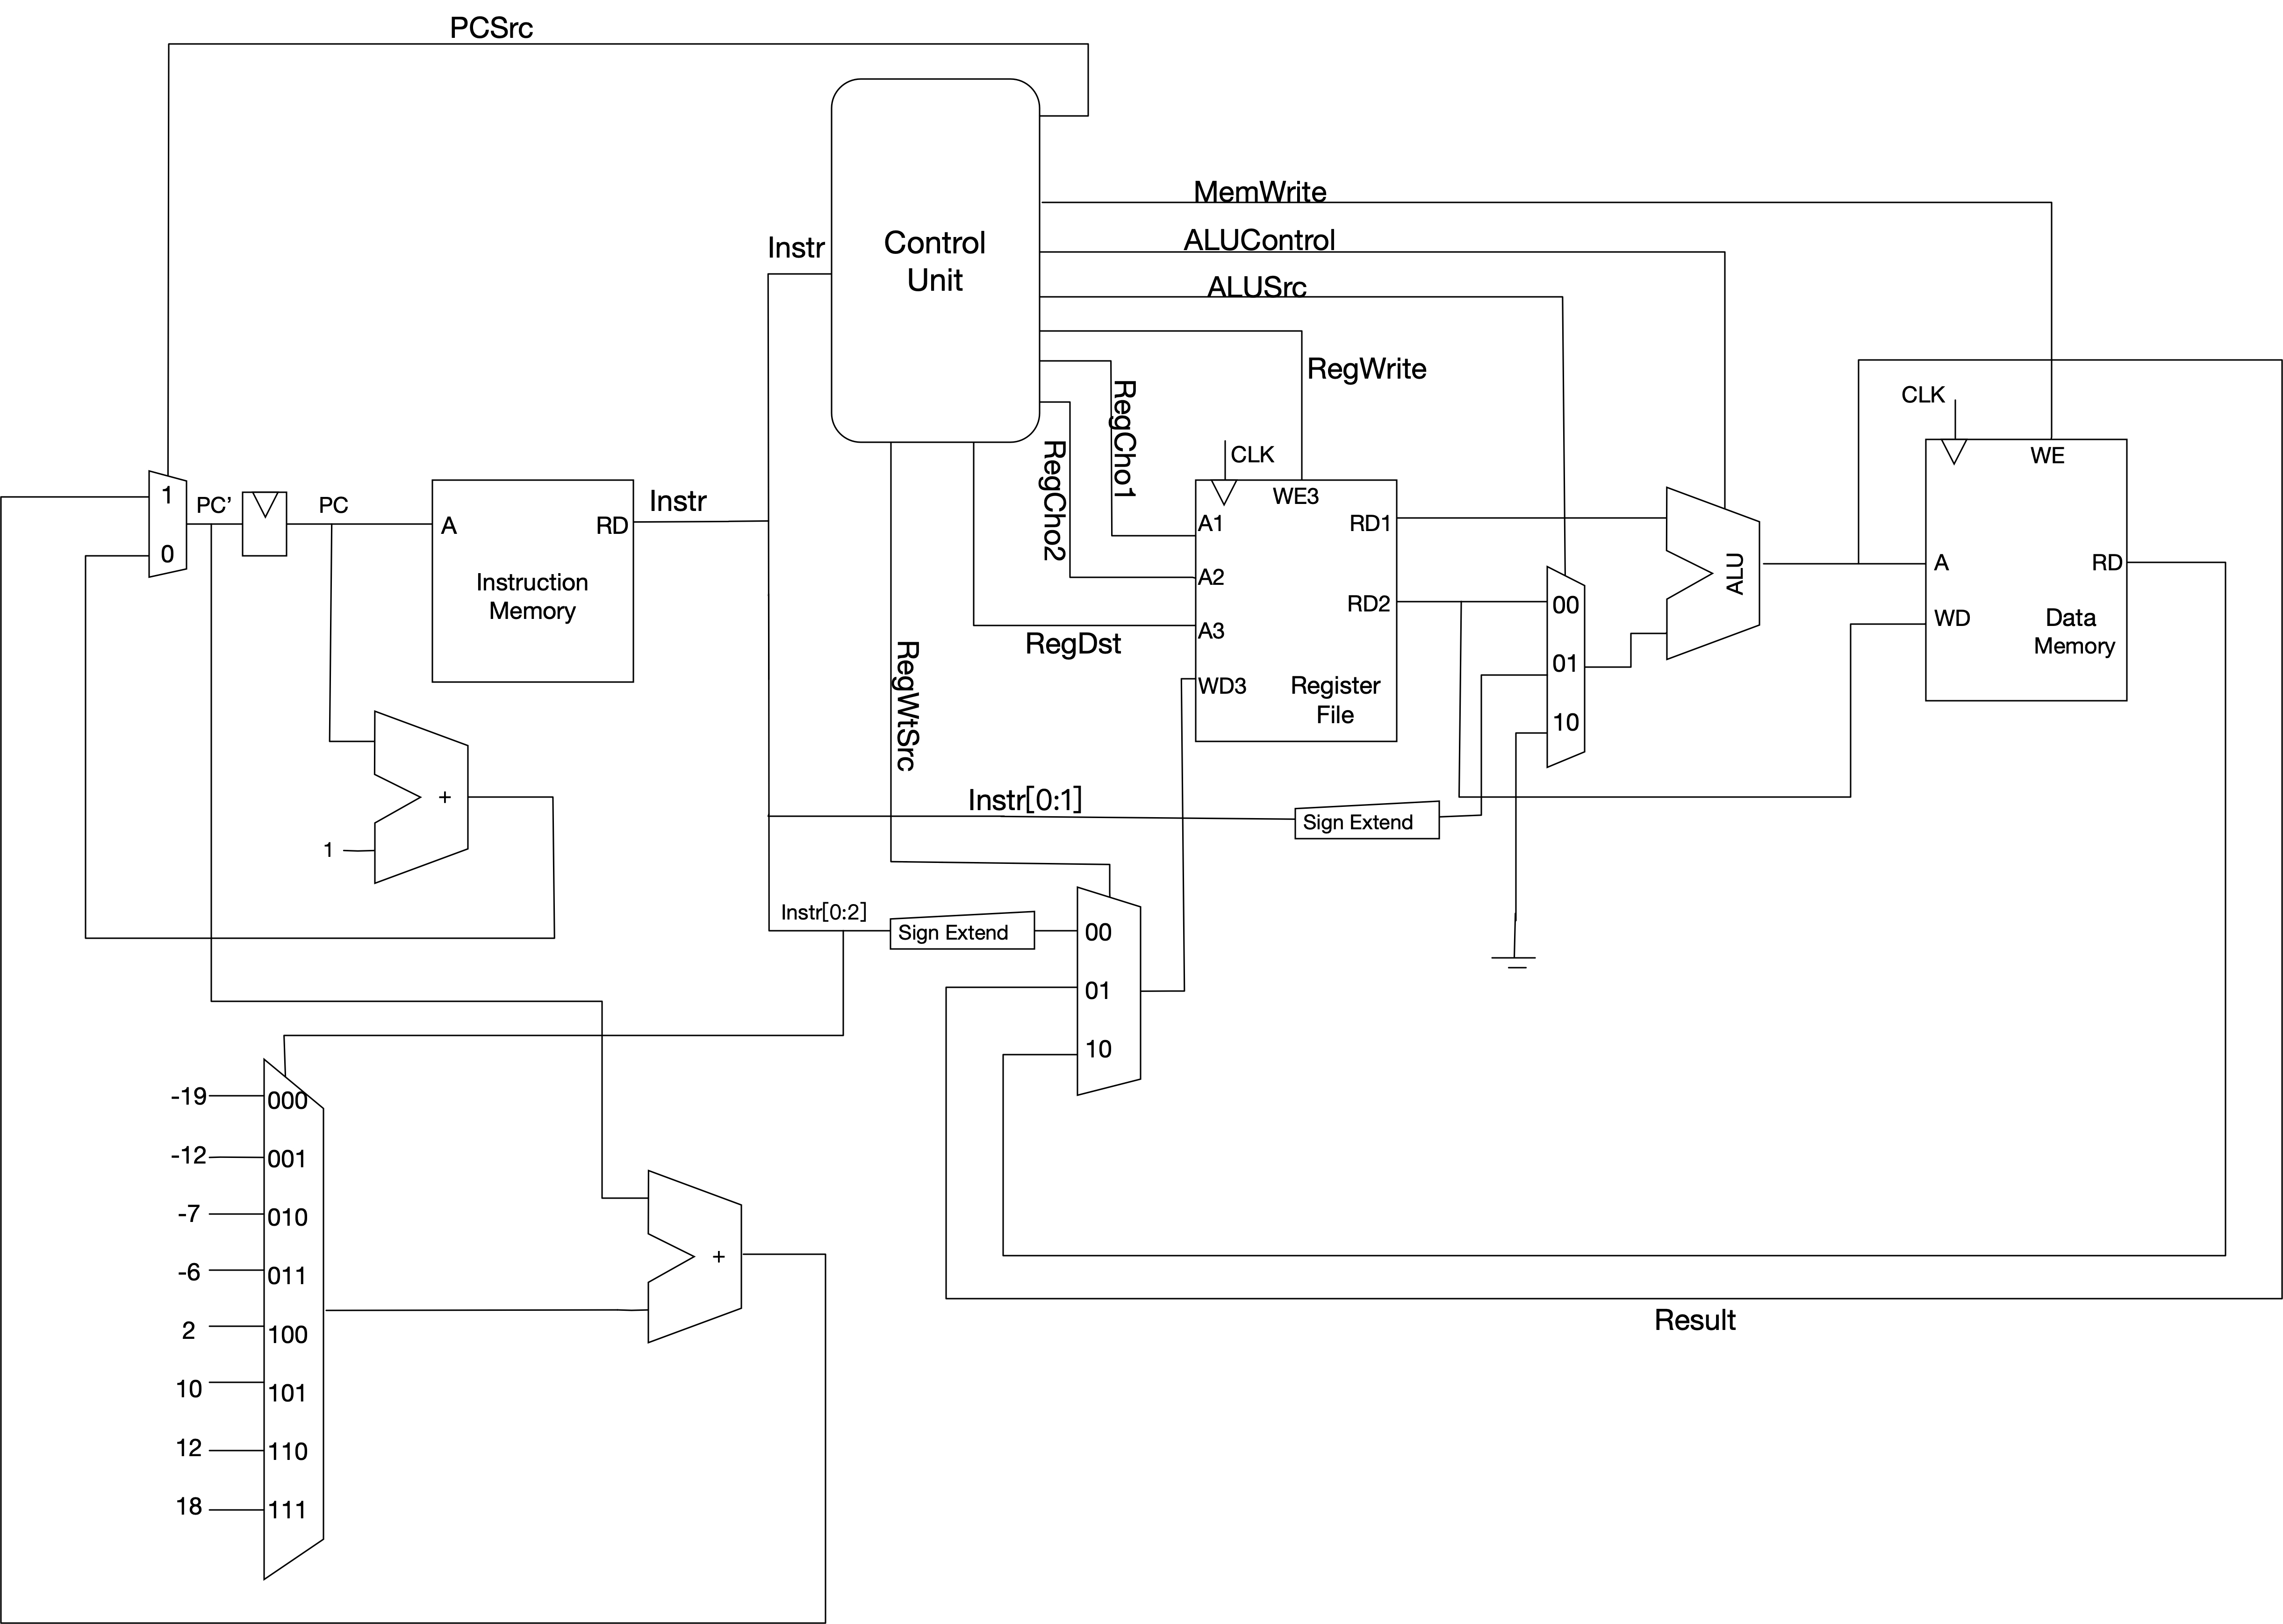 PCSrc
MemWrite
ALUControl
ALUSrc
RegWrite
RegCho1
RegCho2
Control
Unit
Instr
CLK
CLK
WE
WE3
1
0
PC'
PC
A
RD
Instruction
Memory
Instr
A1
A2
A3
WD3
RD1
RD2
Register
File
RegDst
RegWtSrc
00
01
10
ALU
A
WD
RD
Data
Memory
+
1
Instr[0:1]
Sign Extend
Instr[0:2]
Sign Extend
00
01
10
-19
000
-12
001
-7
010
-6
011
2
100
10
101
12
110
18
111
+
Result